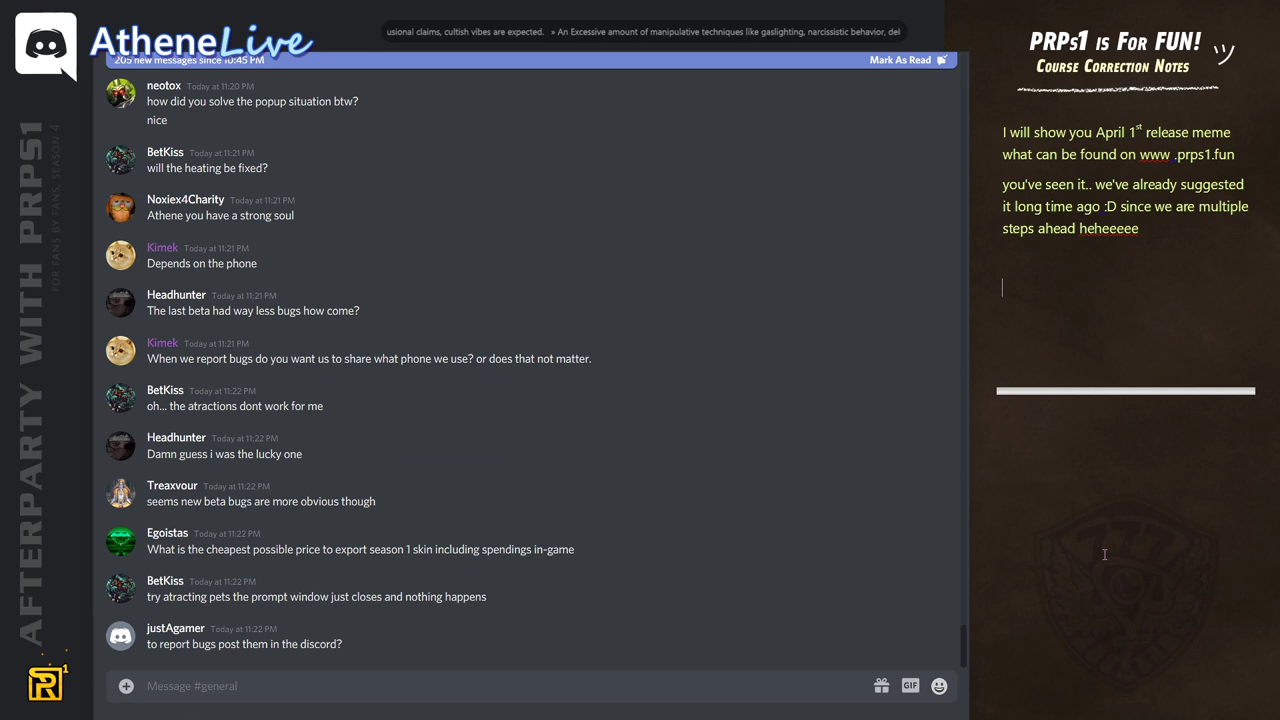 AtheneLive
usional claims, cultish vibes are expected.   » An Excessive amount of manipulative techniques like gaslighting, narcissistic behavior, del
205 new messages since 10:45 PM
Mark As Read
neotox Today at 11:20 PM
how did you solve the popup situation btw?
nice
BetKiss Today at 11:21 PM
will the heating be fixed?
Noxiex4Charity Today at 11:21 PM
Athene you have a strong soul
Kimek Today at 11:21 PM
Depends on the phone
Headhunter Today at 11:21 PM
The last beta had way less bugs how come?
Kimek Today at 11:21 PM
When we report bugs do you want us to share what phone we use? or does that not matter.
BetKiss Today at 11:22 PM
oh... the atractions dont work for me
Headhunter Today at 11:22 PM
Damn guess i was the lucky one
Treaxvour Today at 11:22 PM
seems new beta bugs are more obvious though
Egoistas Today at 11:22 PM
What is the cheapest possible price to export season 1 skin including spendings in-game
BetKiss Today at 11:22 PM
try atracting pets the prompt window just closes and nothing happens
justAgamer Today at 11:22 PM
to report bugs post them in the discord?
Message #general
GIF
AFTERPARTY WITH PRPS1
FOR FANS BY FANS, SEASON 4
R1
PRPS1 IS FOR FUN! ツ
COURSE CORRECTION NOTES
I will show you April 1st release meme
what can be found on www .prps1.fun
you've seen it.. we've already suggested
it long time ago :D since we are multiple
steps ahead heheeeee
777